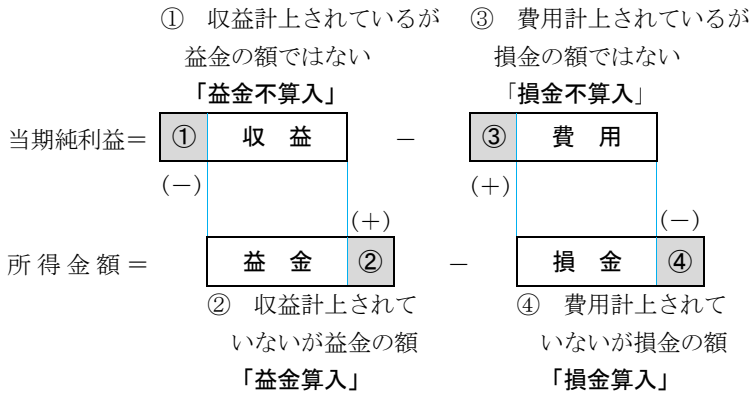 ①　収益計上されているが　③　費用計上されているが
益金の額ではない　損金の額ではない
「益金不算入」　「損金不算入」
当期純利益＝　①　収　益　－　③　費　用
(－)　(＋)
(＋)　(－)
所 得 金 額 ＝　益　金　②　－　損　金　④
②　収益計上されて　④　費用計上されて
いないが益金の額　いないが損金の額
「益金算入」　「損金算入」